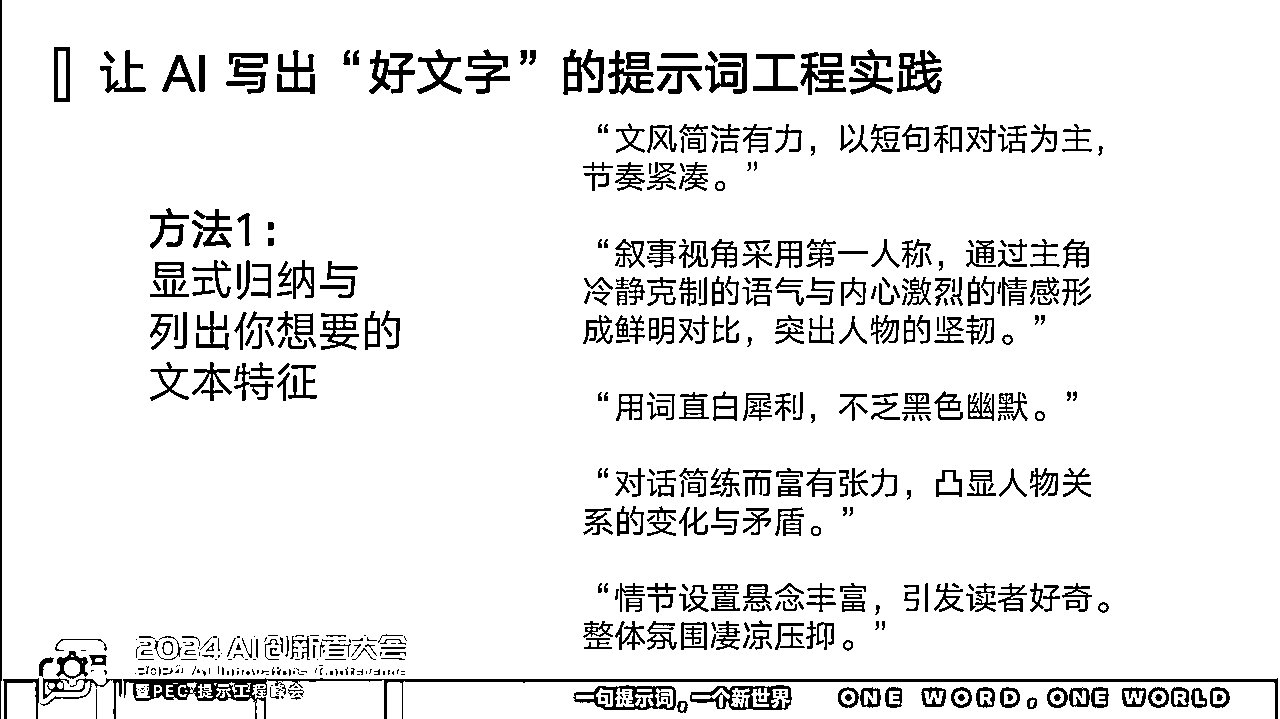 让 AI 写出“好文字”的提示词工程实践
方法1：
显式归纳与
列出你想要的
文本特征
“文风简洁有力，以短句和对话为主，
节奏紧凑。”
“叙事视角采用第一人称，通过主角
冷静克制的语气与内心激烈的情感形
成鲜明对比，突出人物的坚韧。”
“用词直白犀利，不乏黑色幽默。”
“对话简练而富有张力，凸显人物关
系的变化与矛盾。”
“情节设置悬念丰富，引发读者好奇。
整体氛围凄凉压抑。”
2024 AI创新者大会
2024 AI Innovators Conference
暨PEC·提示工程峰会
一句提示词。一个新世界
ONE WORD。ONE WORLD